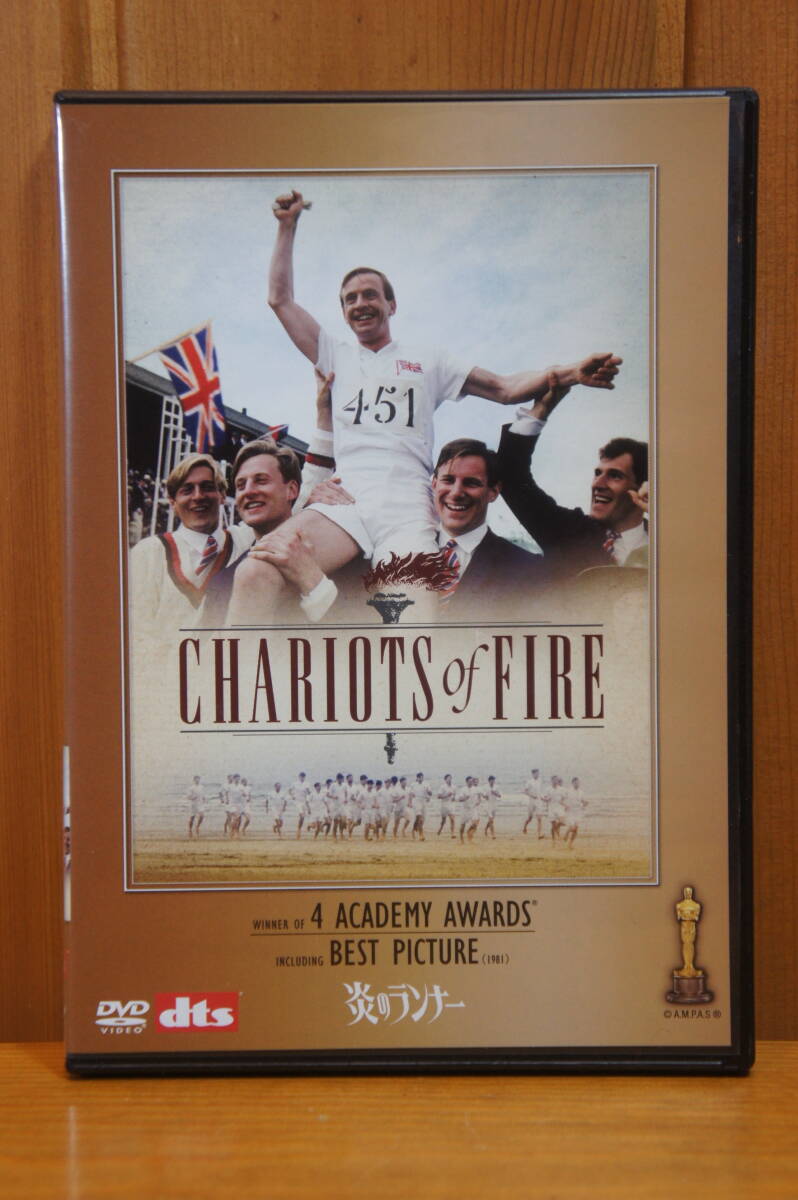 451
CHARIOTS of FIRE
WINNER OF 4 ACADEMY AWARDS®
INCLUDING BEST PICTURE (1981)
炎のランナー
DVD
VIDEO®
dts
© A.M.P.A.S ®